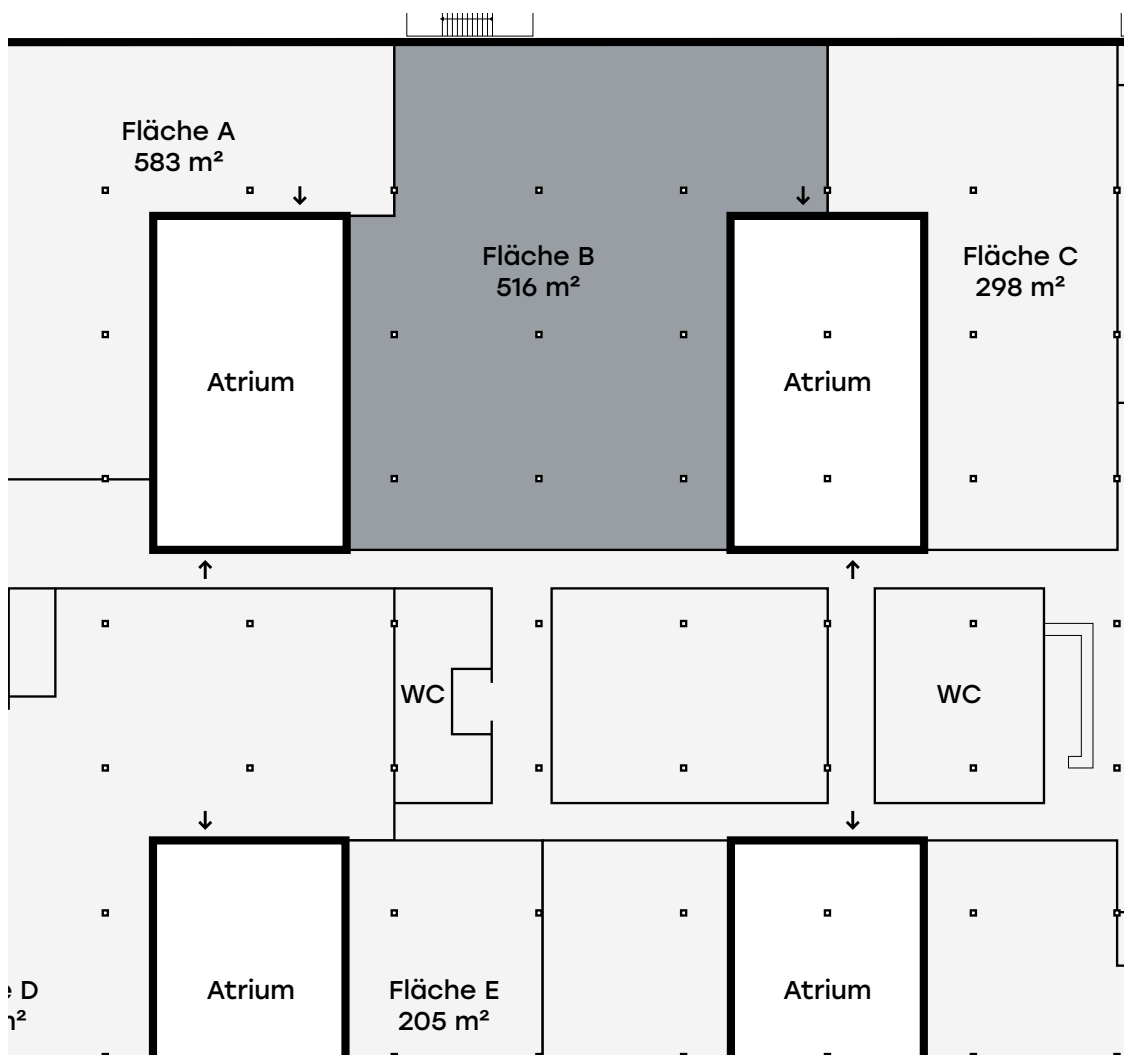 Fläche A
583 m²
Fläche B
516 m²
Fläche C
298 m²
Atrium
Atrium
WC
WC
D
Atrium
Fläche E
205 m²
Atrium